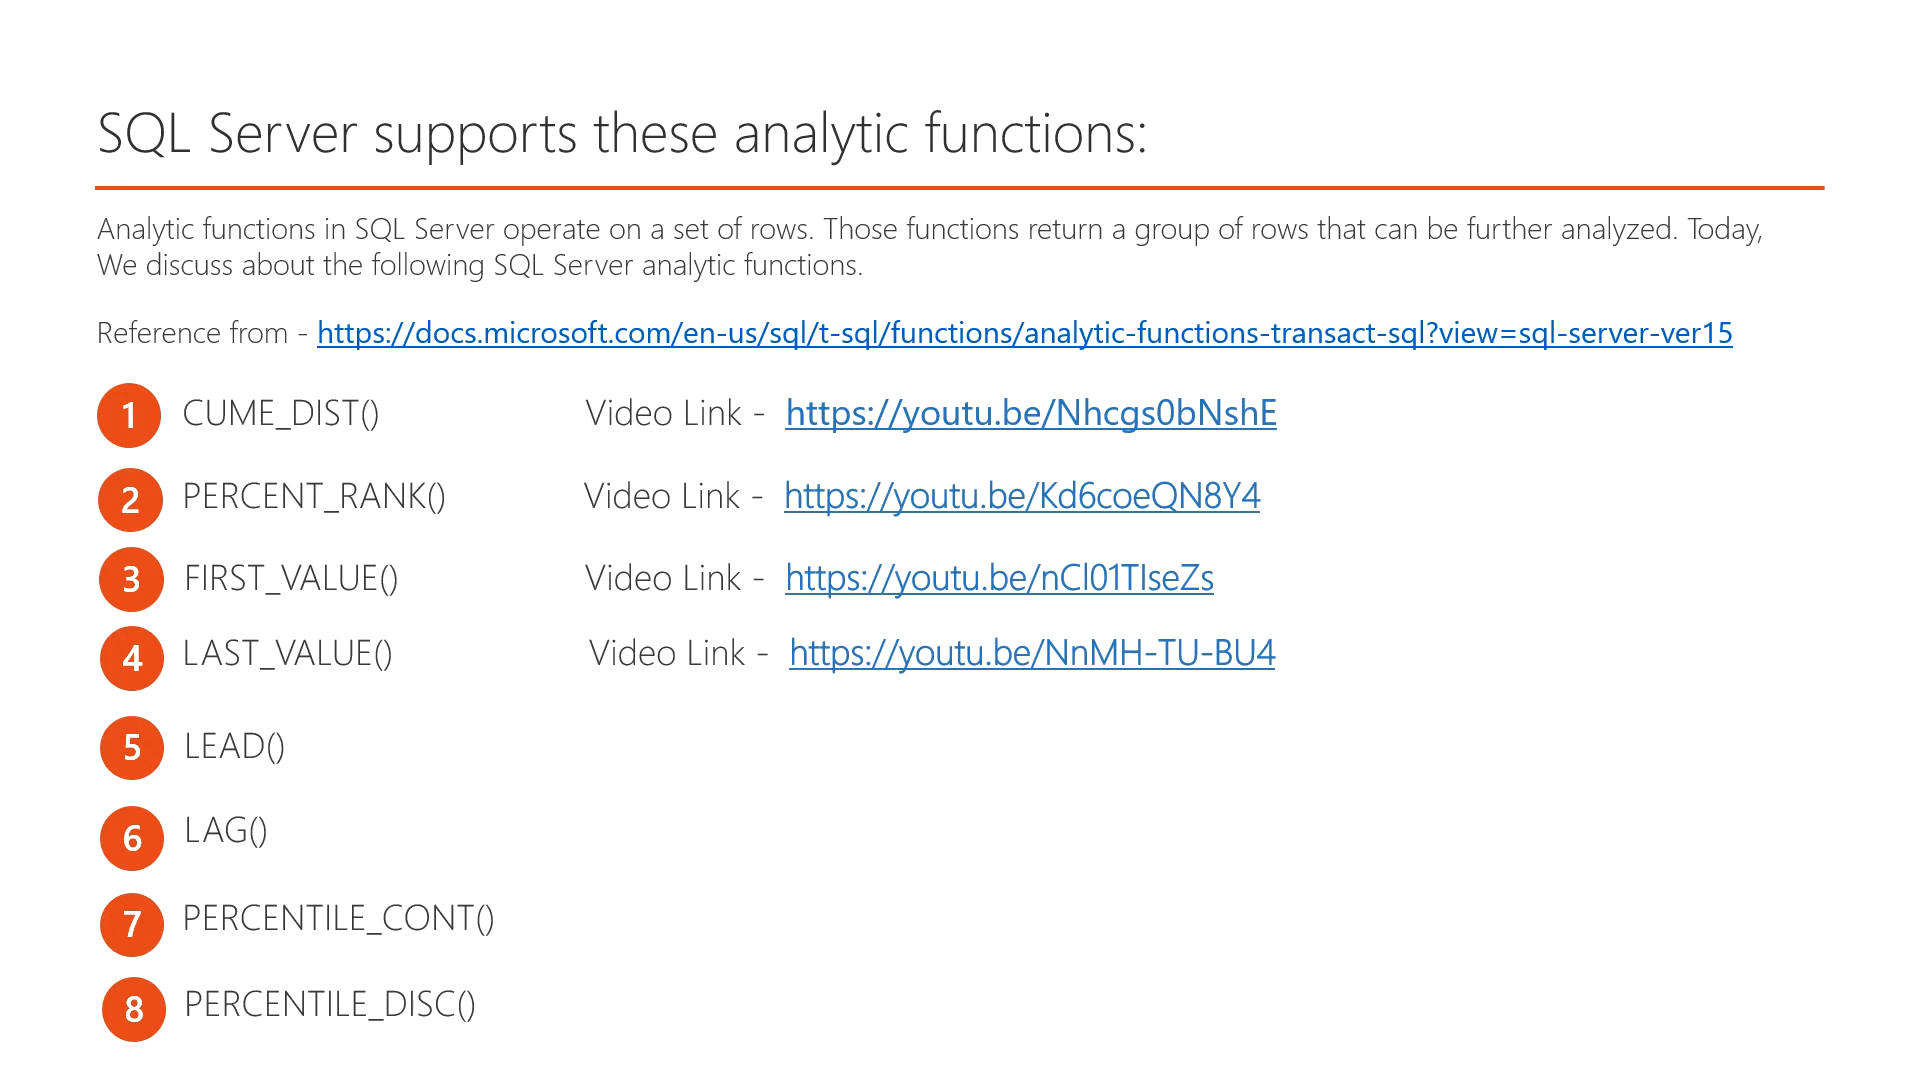 SQL Server supports these analytic functions:
Analytic functions in SQL Server operate on a set of rows. Those functions return a group of rows that can be further analyzed. Today,
We discuss about the following SQL Server analytic functions.
Reference from - https://docs.microsoft.com/en-us/sql/t-sql/functions/analytic-functions-transact-sql?view=sql-server-ver15
1 CUME_DIST() Video Link - https://youtu.be/Nhcgs0bNshE
2 PERCENT_RANK() Video Link - https://youtu.be/Kd6coeQN8Y4
3 FIRST_VALUE() Video Link - https://youtu.be/nCl01TIseZs
4 LAST_VALUE() Video Link - https://youtu.be/NnMH-TU-BU4
5 LEAD()
6 LAG()
7 PERCENTILE_CONT()
8 PERCENTILE_DISC()